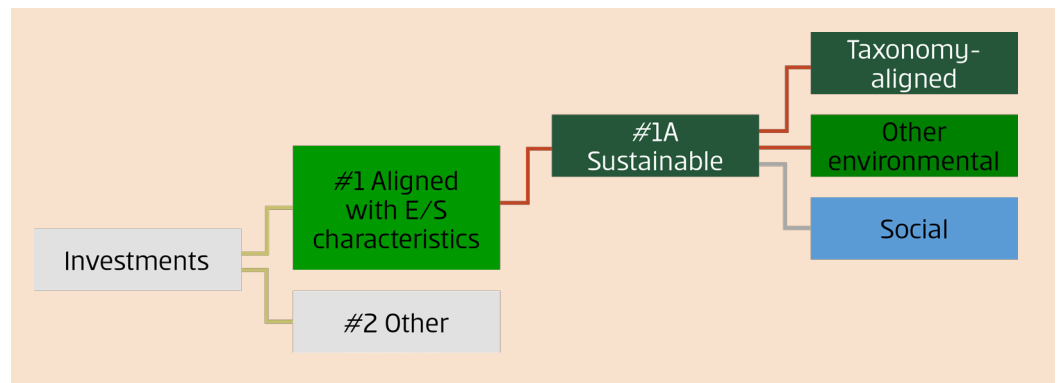 Taxonomy-
aligned
#1A
Sustainable
Other
environmental
#1 Aligned
with E/S
characteristics
Social
Investments
#2 Other